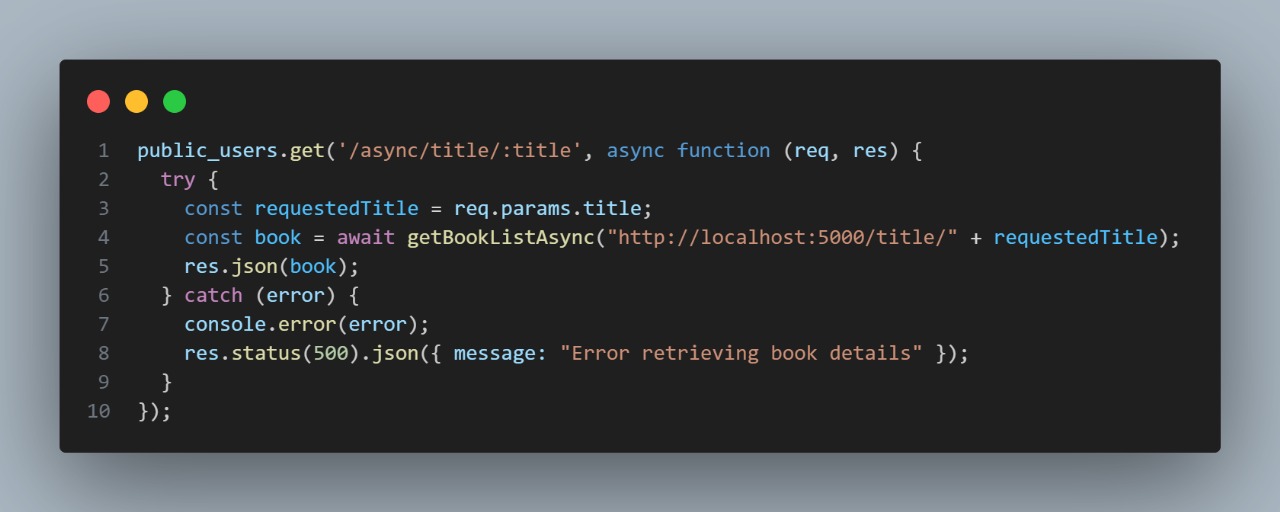 1 public_users.get('/async/title/:title', async function (req, res) {
2   try {
3     const requestedTitle = req.params.title;
4     const book = await getBookListAsync("http://localhost:5000/title/" + requestedTitle);
5     res.json(book);
6   } catch (error) {
7     console.error(error);
8     res.status(500).json({ message: "Error retrieving book details" });
9   }
10 });